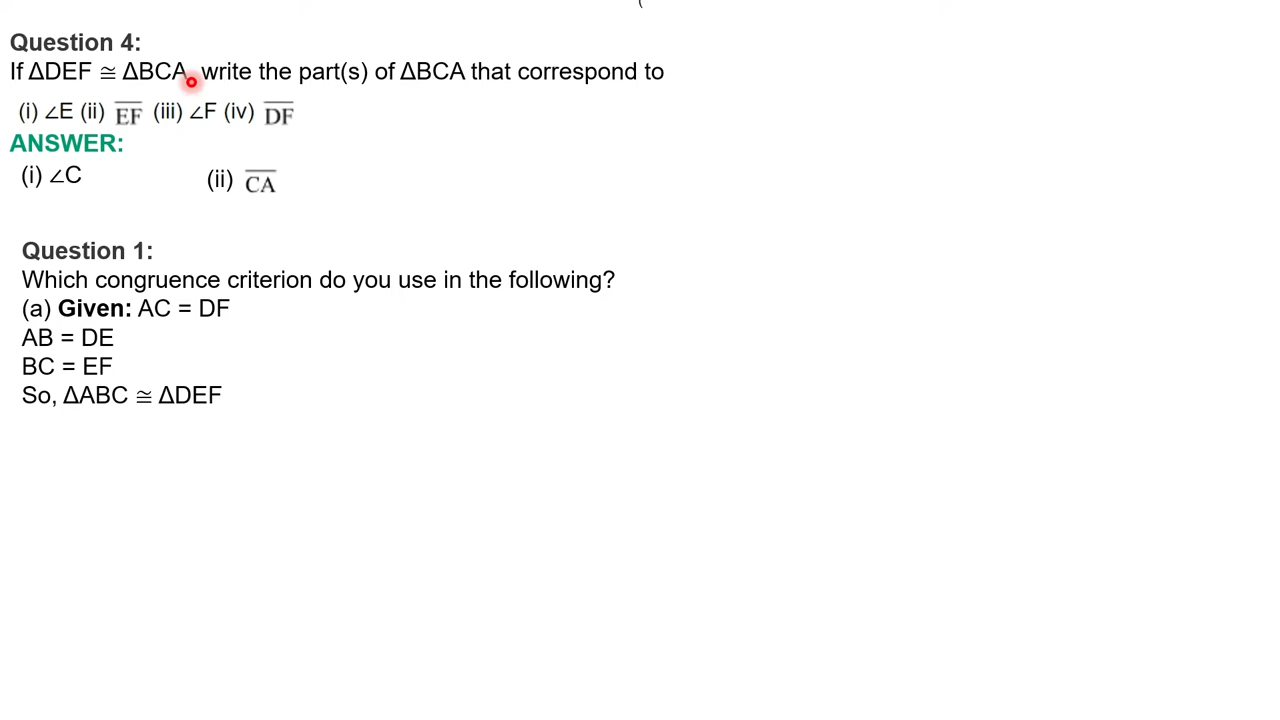 Question 4:
If ΔDEF ≅ ΔBCA, write the part(s) of ΔBCA that correspond to
(i) ∠E (ii) EF (iii) ∠F (iv) DF
ANSWER:
(i) ∠C (ii) CA
Question 1:
Which congruence criterion do you use in the following?
(a) Given: AC = DF
AB = DE
BC = EF
So, ΔABC ≅ ΔDEF